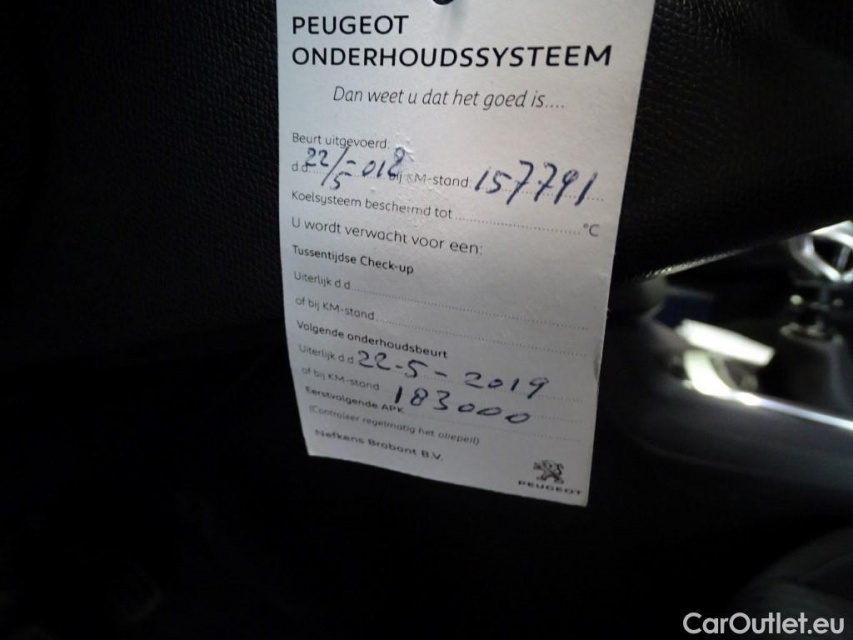 PEUGEOT
ONDERHOUDSSYSTEEM
Dan weet u dat het goed is....
Beurt uitgevoerd:
d.d. 22/5-018 bij KM-stand: 157791
Koelsysteem beschermd tot °C
U wordt verwacht voor een:
Tussentijdse Check-up
Uiterlijk d.d.
of bij KM-stand
Volgende onderhoudsbeurt
Uiterlijk d.d 22-5-2019
of bij KM-stand 183000
Eerstvolgende APK
(Controleer regelmatig het oliepeil)
Nefkens Brabant B.V.
PEUGEOT
CarOutlet.eu